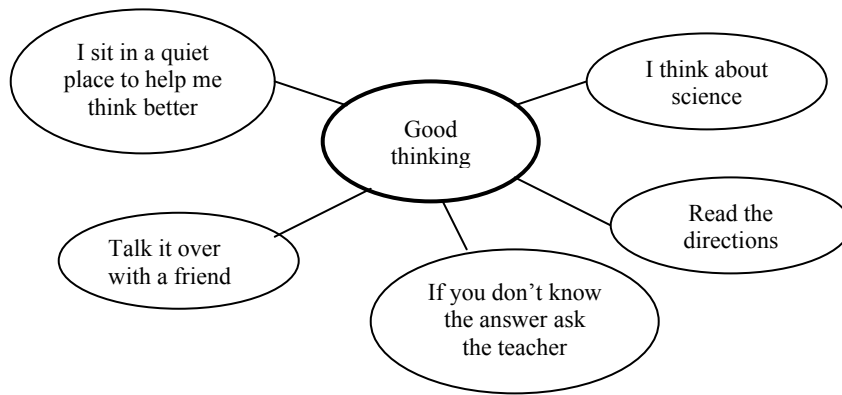 I sit in a quiet
place to help me
think better
I think about
science
Good
thinking
Read the
directions
Talk it over
with a friend
If you don’t know
the answer ask
the teacher